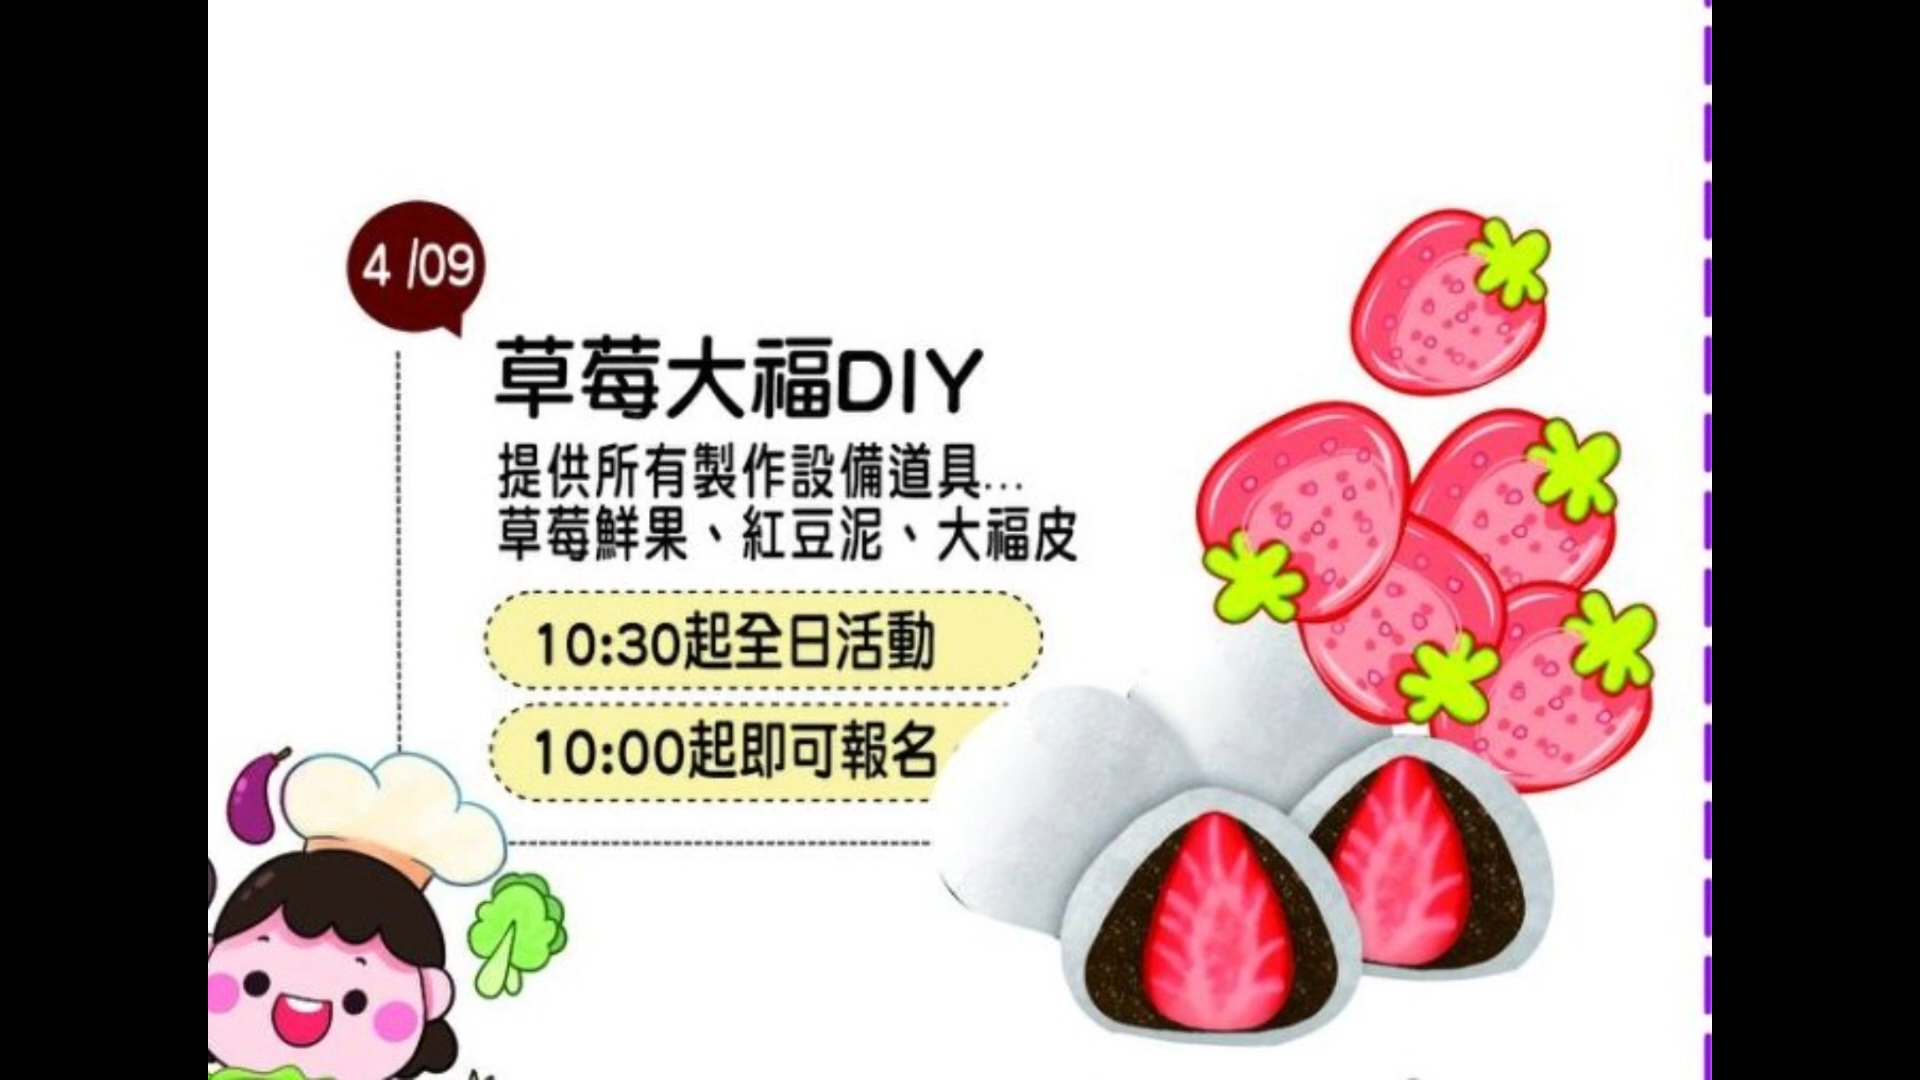 4 /09
草莓大福DIY
提供所有製作設備道具...
草莓鮮果、紅豆泥、大福皮
10:30起全日活動
10:00起即可報名